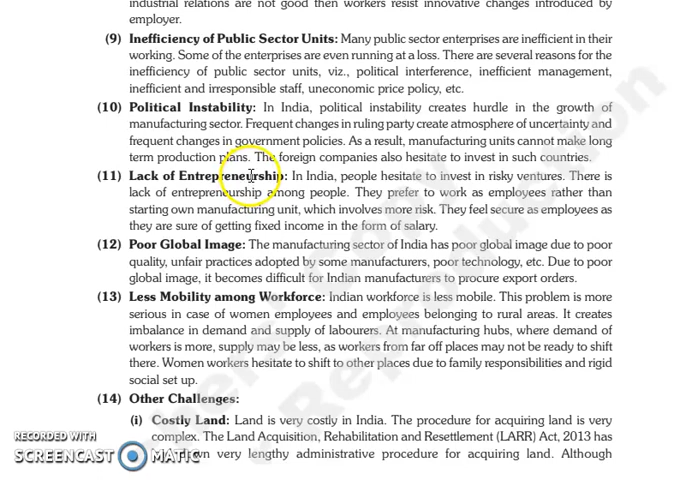 industrial relations are not good then workers resist innovative changes introduced by
employer.
(9) Inefficiency of Public Sector Units: Many public sector enterprises are inefficient in their
working. Some of the enterprises are even running at a loss. There are several reasons for the
inefficiency of public sector units, viz., political interference, inefficient management,
inefficient and irresponsible staff, uneconomic price policy, etc.
(10) Political Instability: In India, political instability creates hurdle in the growth of
manufacturing sector. Frequent changes in ruling party create atmosphere of uncertainty and
frequent changes in government policies. As a result, manufacturing units cannot make long
term production plans. The foreign companies also hesitate to invest in such countries.
(11) Lack of Entrepreneurship: In India, people hesitate to invest in risky ventures. There is
lack of entrepreneurship among people. They prefer to work as employees rather than
starting own manufacturing unit, which involves more risk. They feel secure as employees as
they are sure of getting fixed income in the form of salary.
(12) Poor Global Image: The manufacturing sector of India has poor global image due to poor
quality, unfair practices adopted by some manufacturers, poor technology, etc. Due to poor
global image, it becomes difficult for Indian manufacturers to procure export orders.
(13) Less Mobility among Workforce: Indian workforce is less mobile. This problem is more
serious in case of women employees and employees belonging to rural areas. It creates
imbalance in demand and supply of labourers. At manufacturing hubs, where demand of
workers is more, supply may be less, as workers from far off places may not be ready to shift
there. Women workers hesitate to shift to other places due to family responsibilities and rigid
social set up.
(14) Other Challenges:
(i) Costly Land: Land is very costly in India. The procedure for acquiring land is very
complex. The Land Acquisition, Rehabilitation and Resettlement (LARR) Act, 2013 has
very lengthy administrative procedure for acquiring land. Although
RECORDED WITH
SCREENCAST MATIC
Reproduction